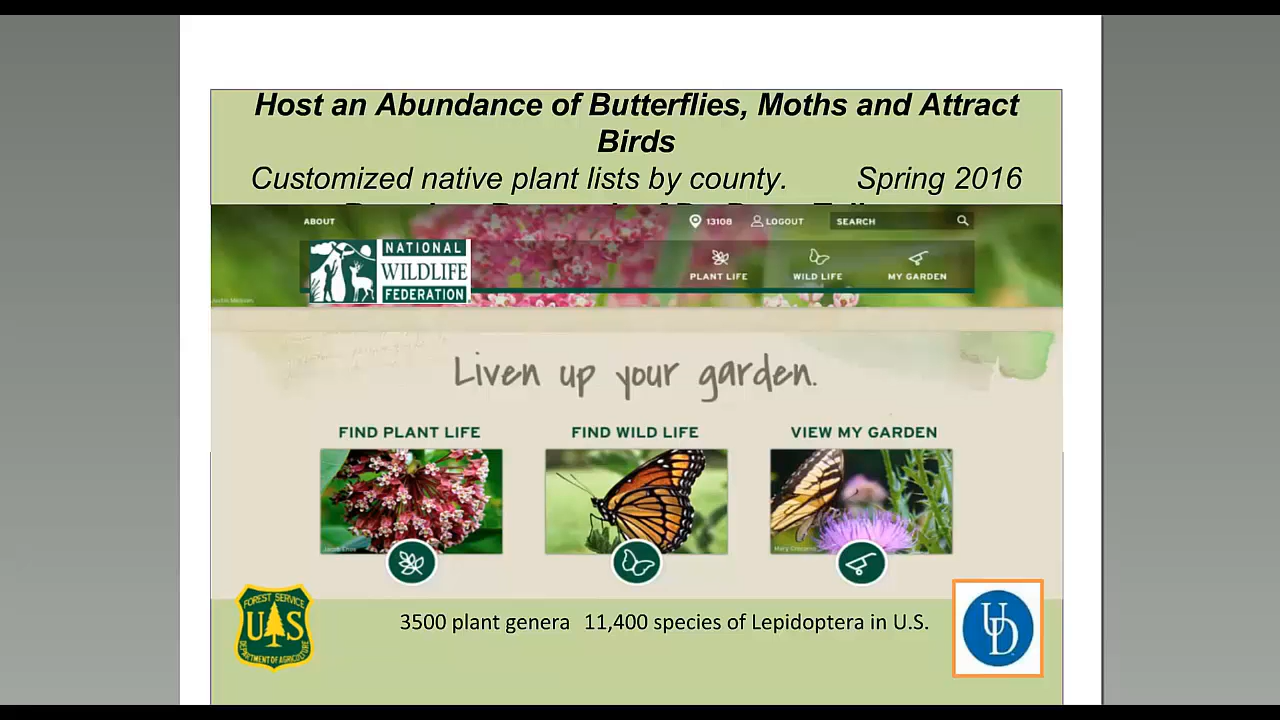 Host an Abundance of Butterflies, Moths and Attract
Birds
Customized native plant lists by county. Spring 2016
ABOUT
13108
LOGOUT
SEARCH
NATIONAL
WILDLIFE
FEDERATION
PLANT LIFE
WILD LIFE
MY GARDEN
Liven up your garden.
FIND PLANT LIFE
FIND WILD LIFE
VIEW MY GARDEN
FOREST SERVICE
U S
DEPARTMENT OF AGRICULTURE
3500 plant genera 11,400 species of Lepidoptera in U.S.
UD